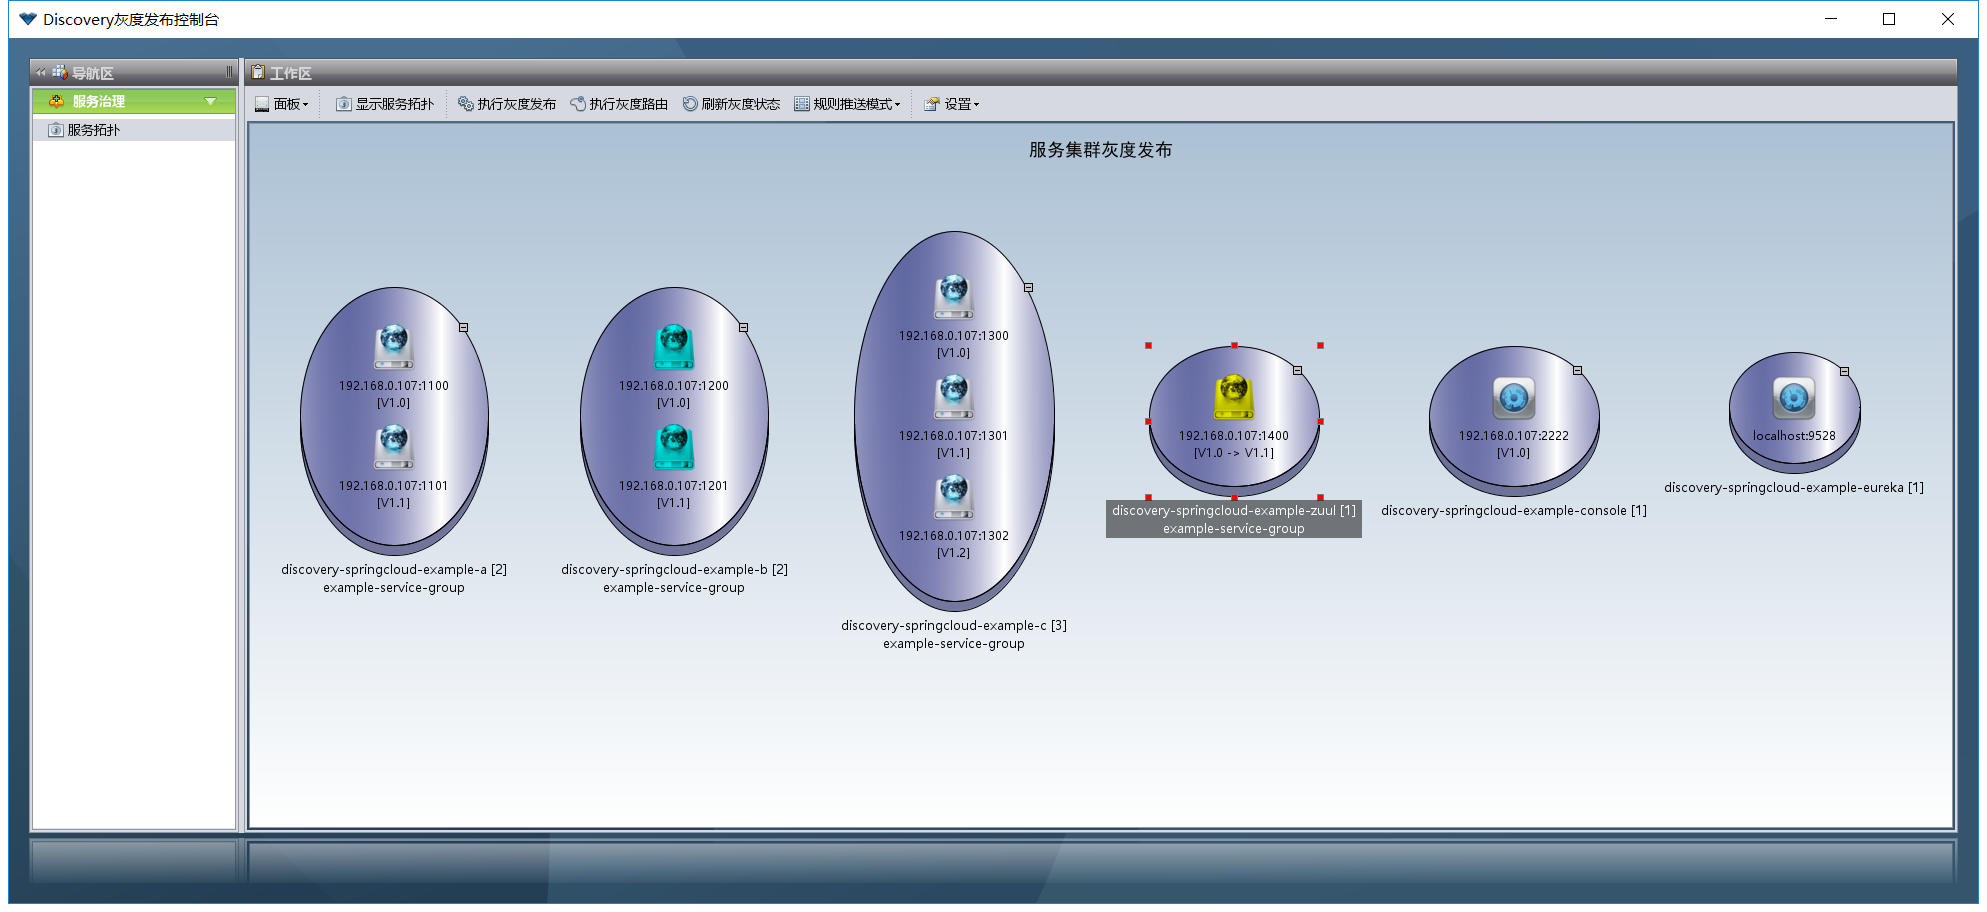 Discovery灰度发布控制台
导航区
服务治理
服务拓扑
工作区
面板 显示服务拓扑 执行灰度发布 执行灰度路由 刷新灰度状态 规则推送模式 设置
服务集群灰度发布
192.168.0.107:1100
[V1.0]
192.168.0.107:1101
[V1.1]
discovery-springcloud-example-a [2]
example-service-group
192.168.0.107:1200
[V1.0]
192.168.0.107:1201
[V1.1]
discovery-springcloud-example-b [2]
example-service-group
192.168.0.107:1300
[V1.0]
192.168.0.107:1301
[V1.1]
192.168.0.107:1302
[V1.2]
discovery-springcloud-example-c [3]
example-service-group
192.168.0.107:1400
[V1.0 -> V1.1]
discovery-springcloud-example-zuul [1]
example-service-group
192.168.0.107:2222
[V1.0]
discovery-springcloud-example-console [1]
localhost:9528
discovery-springcloud-example-eureka [1]